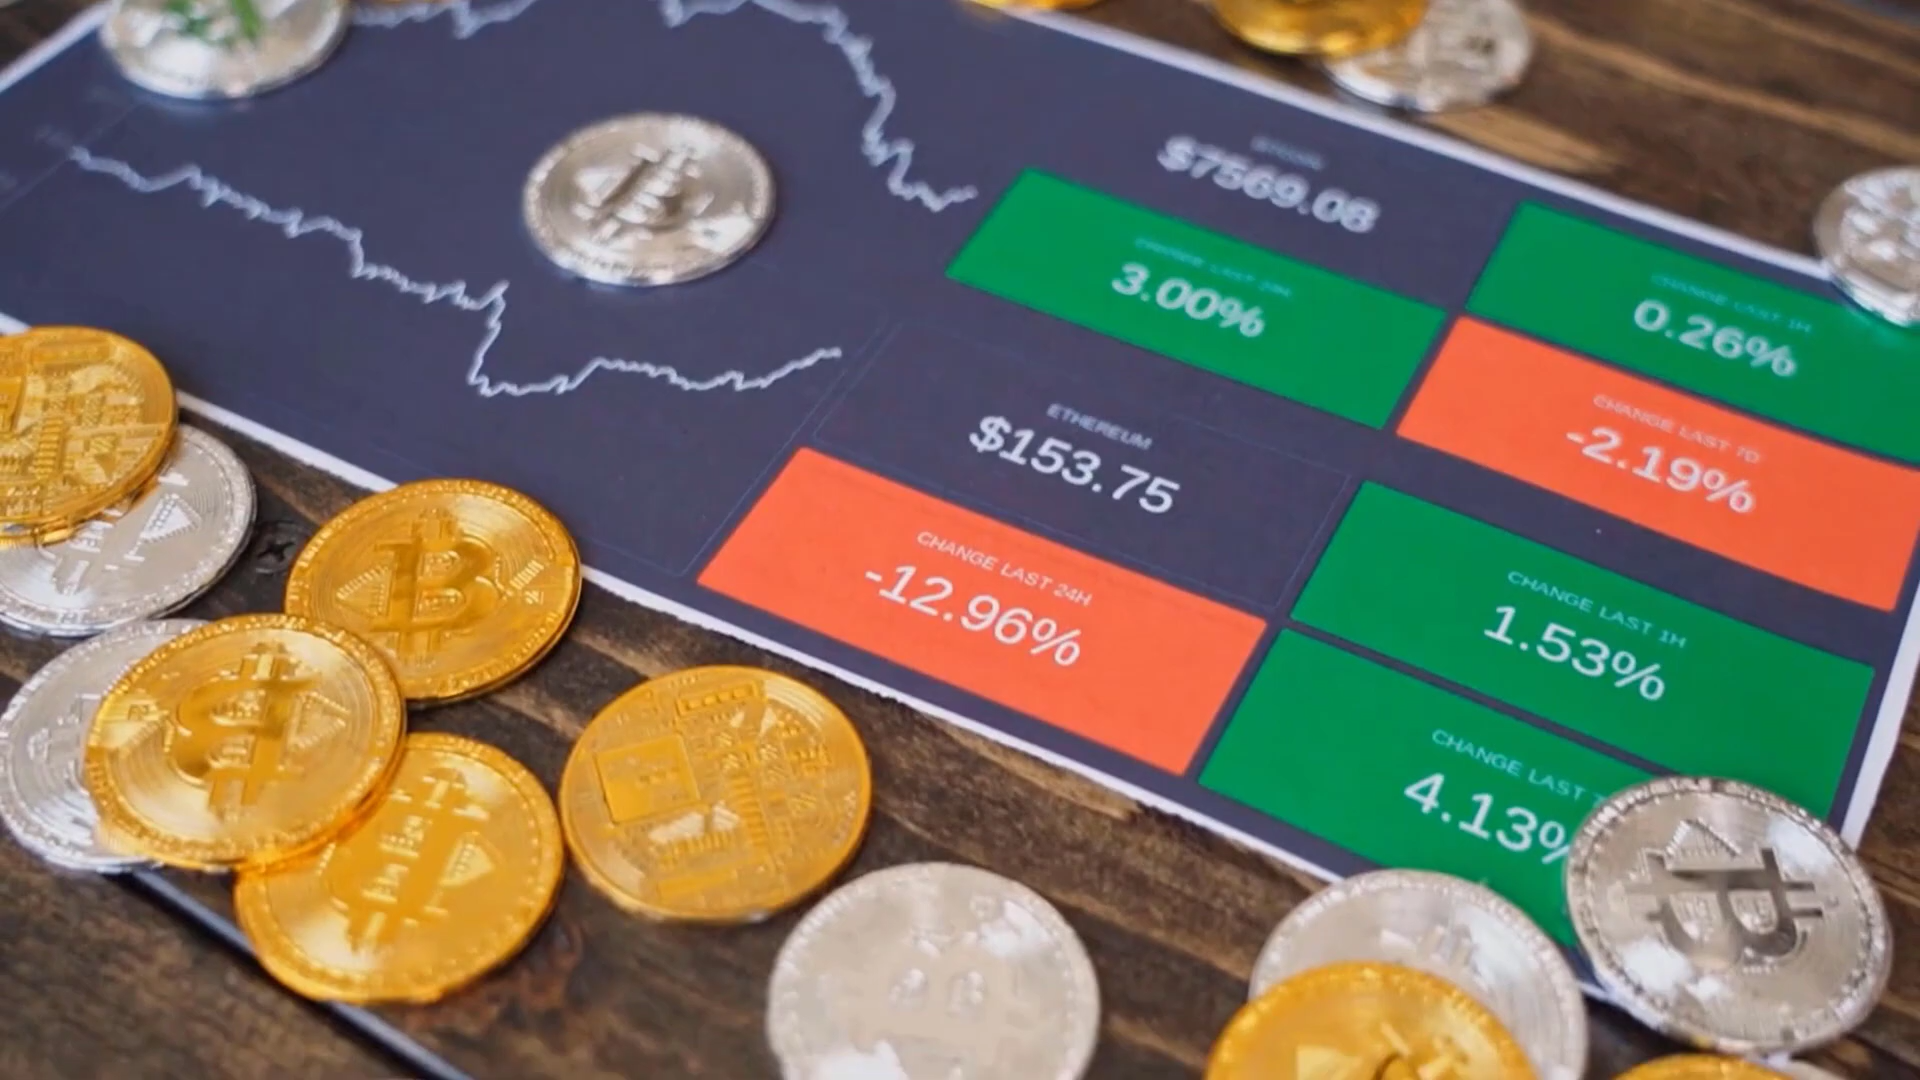 BITCOIN
$7569.08
CHANGE LAST 24H
3.00%
CHANGE LAST 1H
0.26%
CHANGE LAST 7D
-2.19%
ETHEREUM
$153.75
CHANGE LAST 24H
-12.96%
CHANGE LAST 1H
1.53%
CHANGE LAST
4.13%